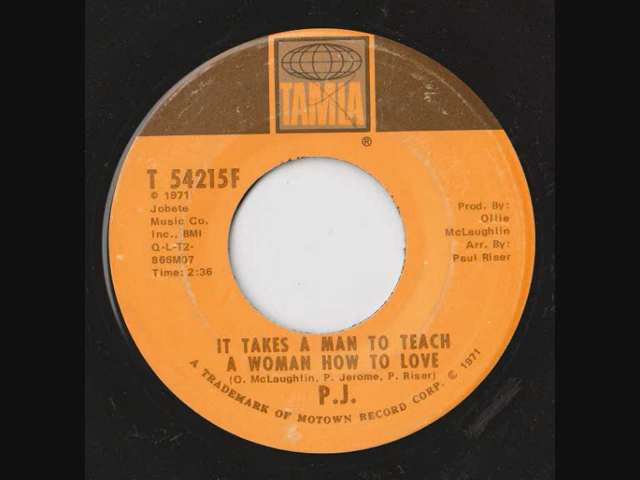 TAMLA
®
T 54215F
© 1971
Jobete
Music Co.
Inc., BMI
Q-L-T2-
866M07
Time: 2:36
Prod. By:
Ollie
McLaughlin
Arr. By:
Paul Riser
IT TAKES A MAN TO TEACH
A WOMAN HOW TO LOVE
(O. McLaughlin, P. Jerome, P. Riser)
P.J.
A TRADEMARK OF MOTOWN RECORD CORP. © 1971